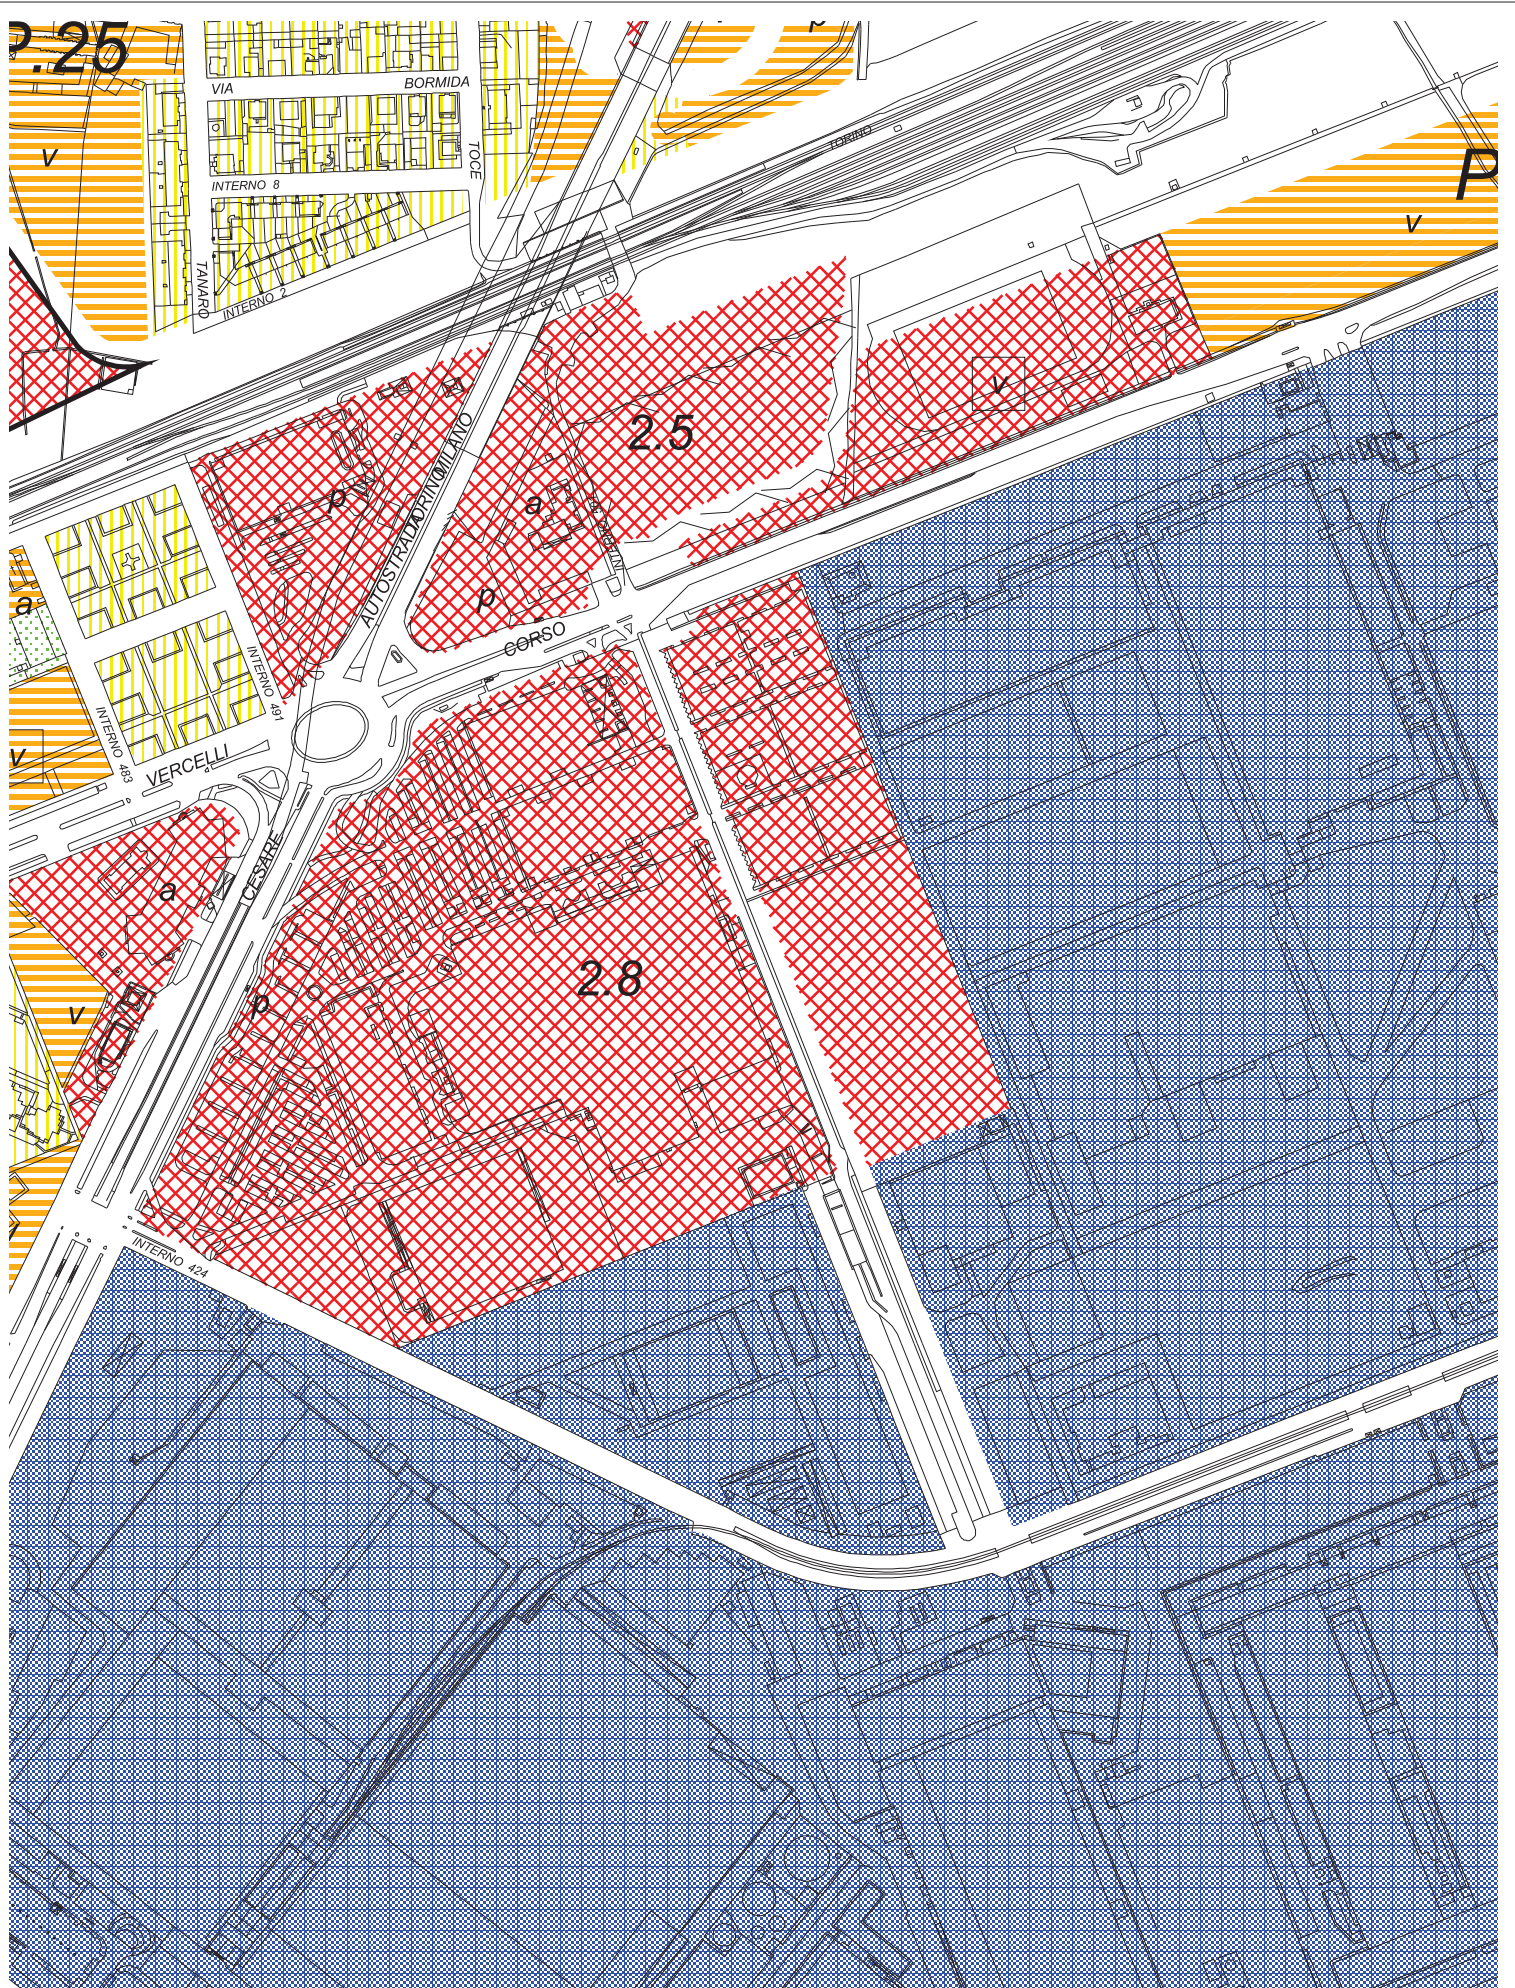 P.25
p
VIA BORMIDA
TOCE
TORINO
v
INTERNO 8
P
v
TANARO
INTERNO 2
v
2.5
AUTOSTRADA TORINO MILANO
p
a
a
p
CORSO
INTERNO 491
INTERNO 483
v
VERCELLI
CESARE
a
2.8
p
v
INTERNO 424